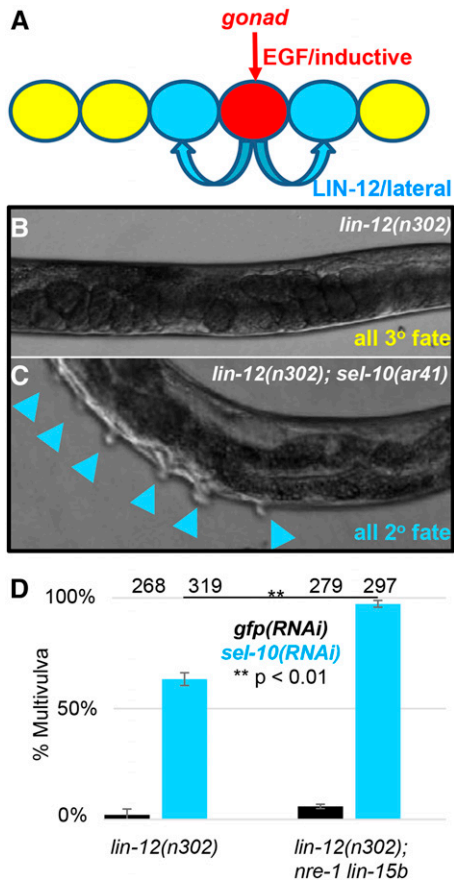 A
gonad
EGF/inductive
LIN-12/lateral
B
lin-12(n302)
all 3o fate
C
lin-12(n302); sel-10(ar41)
all 2o fate
D
268 319 279 297
**
100%
gfp(RNAi)
sel-10(RNAi)
** p < 0.01
50%
0%
% Multivulva
lin-12(n302)
lin-12(n302);
nre-1 lin-15b